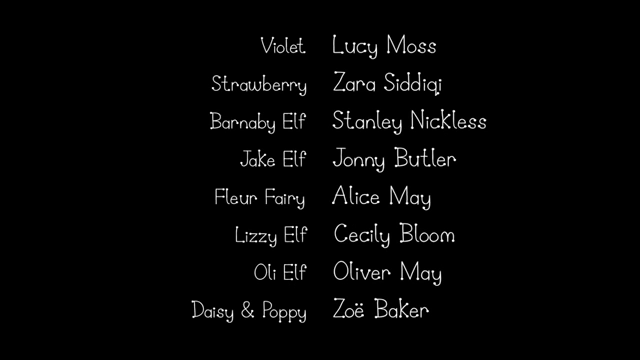 Violet Lucy Moss
Strawberry Zara Siddiqi
Barnaby Elf Stanley Nickless
Jake Elf Jonny Butler
Fleur Fairy Alice May
Lizzy Elf Cecily Bloom
Oli Elf Oliver May
Daisy & Poppy Zoë Baker